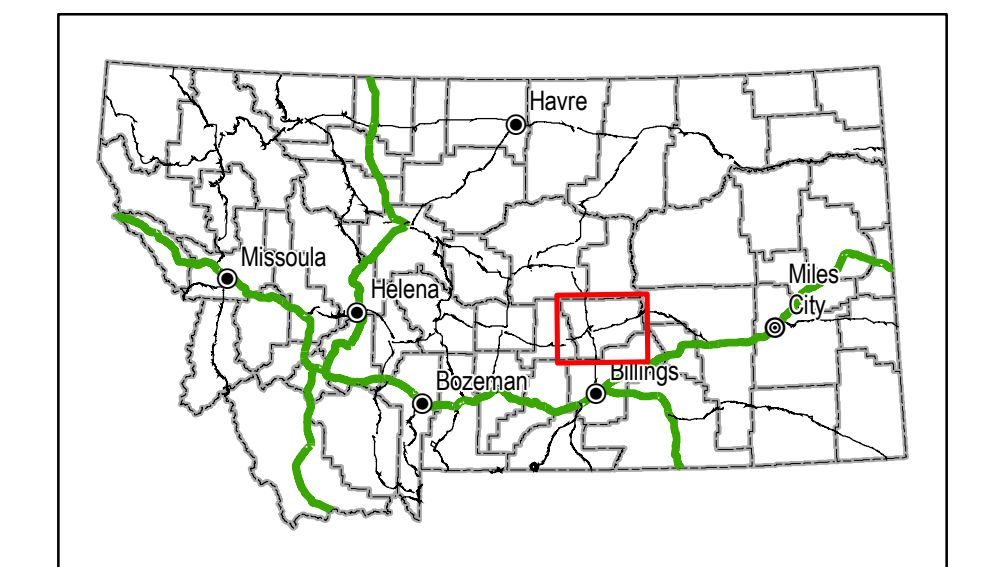 Havre
Missoula
Helena
Miles
City
Billings
Bozeman